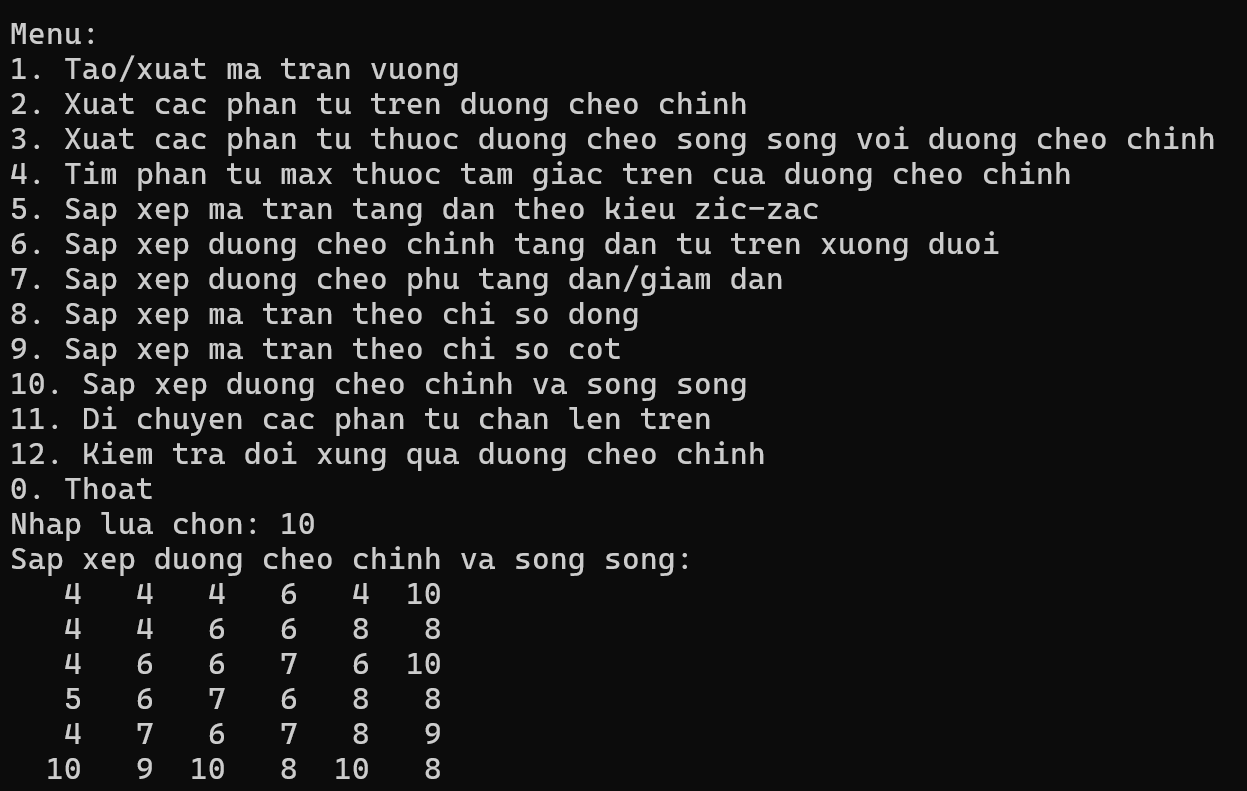 Menu:
1. Tao/xuat ma tran vuong
2. Xuat cac phan tu tren duong cheo chinh
3. Xuat cac phan tu thuoc duong cheo song song voi duong cheo chinh
4. Tim phan tu max thuoc tam giac tren cua duong cheo chinh
5. Sap xep ma tran tang dan theo kieu zic-zac
6. Sap xep duong cheo chinh tang dan tu tren xuong duoi
7. Sap xep duong cheo phu tang dan/giam dan
8. Sap xep ma tran theo chi so dong
9. Sap xep ma tran theo chi so cot
10. Sap xep duong cheo chinh va song song
11. Di chuyen cac phan tu chan len tren
12. Kiem tra doi xung qua duong cheo chinh
0. Thoat
Nhap lua chon: 10
Sap xep duong cheo chinh va song song:
   4   4   4   6   4  10
   4   4   6   6   8   8
   4   6   6   7   6  10
   5   6   7   6   8   8
   4   7   6   7   8   9
  10   9  10   8  10   8